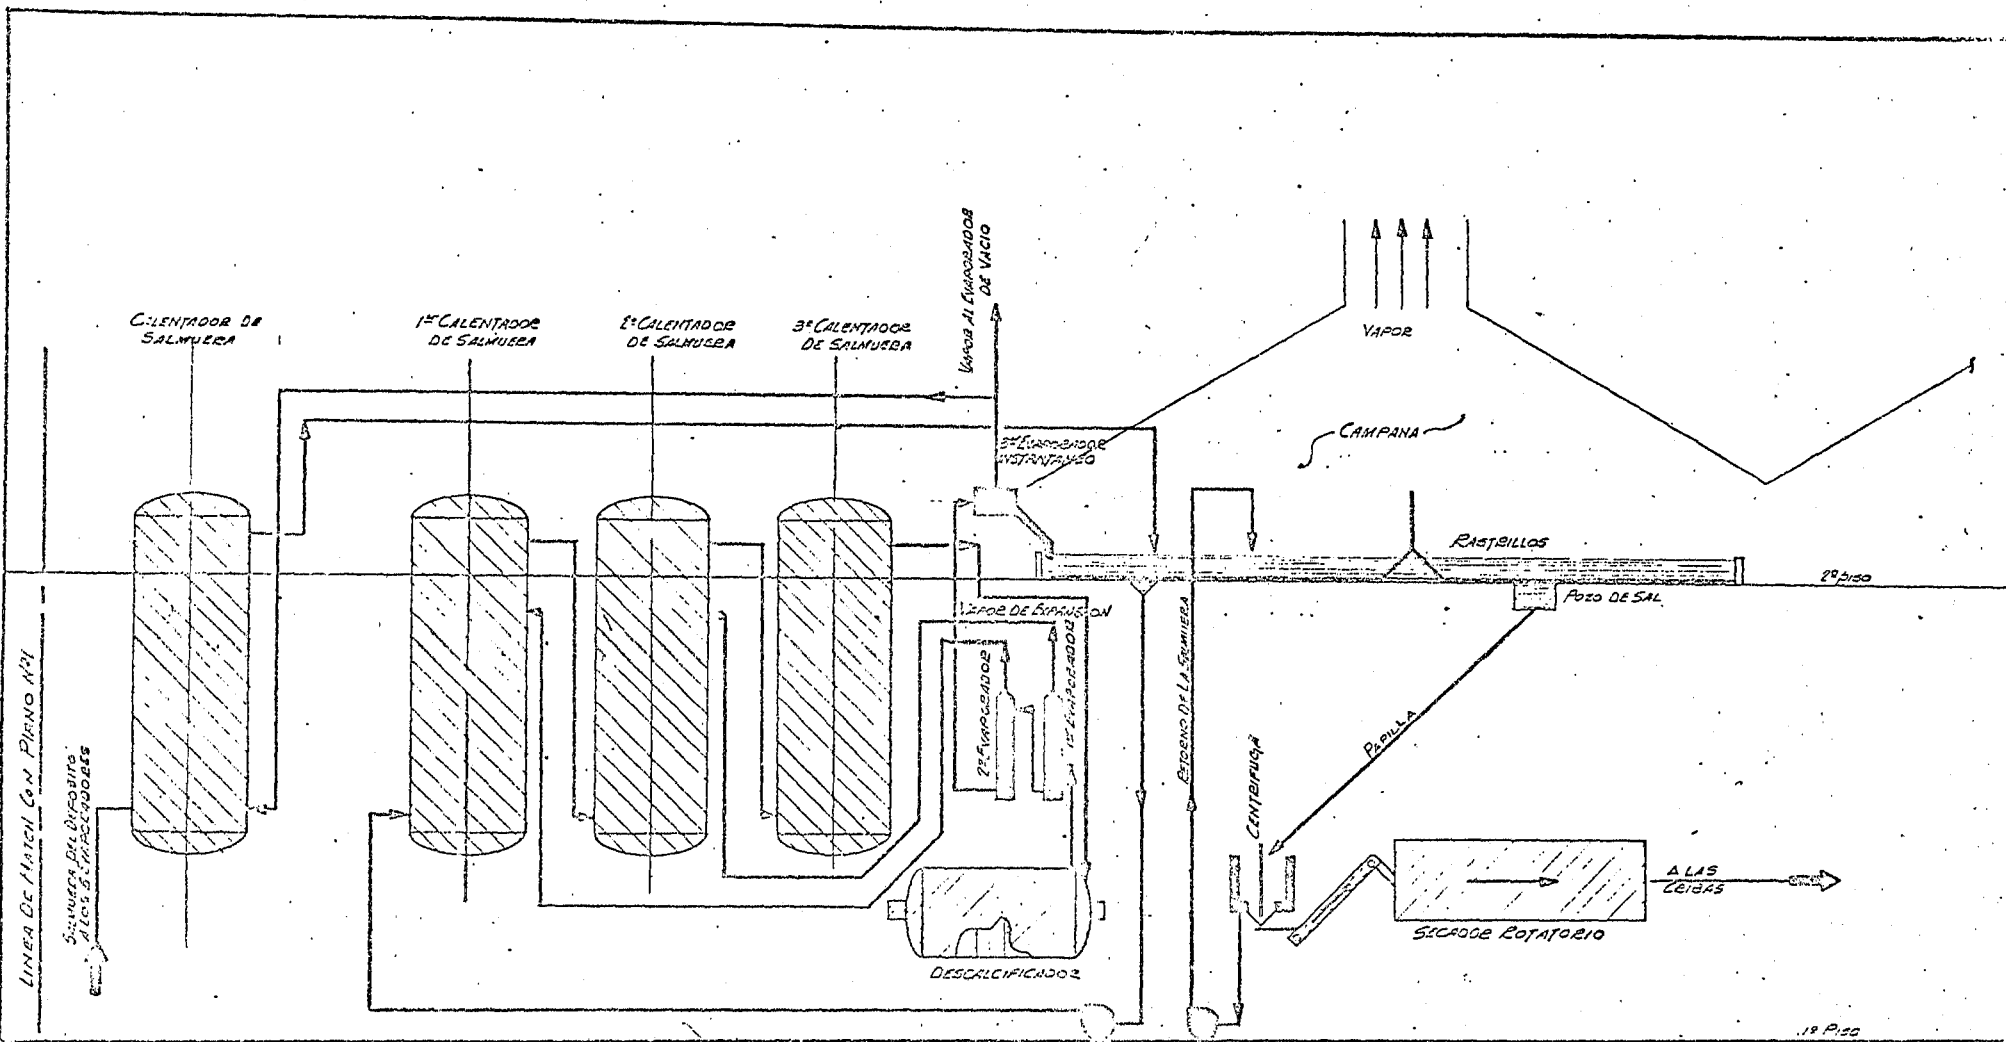 VAPOR AL EVAPORADOR
DE VACIO
CALENTADOR DE
SALMUERA
1er CALENTADOR
DE SALMUERA
2º CALENTADOR
DE SALMUERA
3º CALENTADOR
DE SALMUERA
VAPOR
CAMPANA
3er EVAPORADOR
INSTANTANEO
RASTRILLOS
2º PISO
POZO DE SAL
VAPOR DE EXPANSION
2º EVAPORADOR
1er EVAPORADOR
RETORNO DE LA SALMUERA
PAPILLA
LINEA DE MATCH CON PLANO Nº1
SALMUERA DEL DEPOSITO
A LOS EVAPORADORES
CENTRIFUGA
A LAS
CRIBAS
SECADOR ROTATORIO
DESCALCIFICADOR
1º PISO